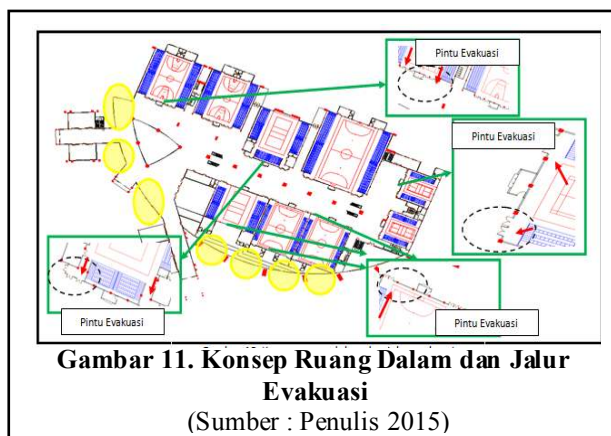 Pintu Evakuasi
Pintu Evakuasi
Pintu Evakuasi
Pintu Evakuasi
Gambar 11. Konsep Ruang Dalam dan Jalur
Evakuasi
(Sumber : Penulis 2015)